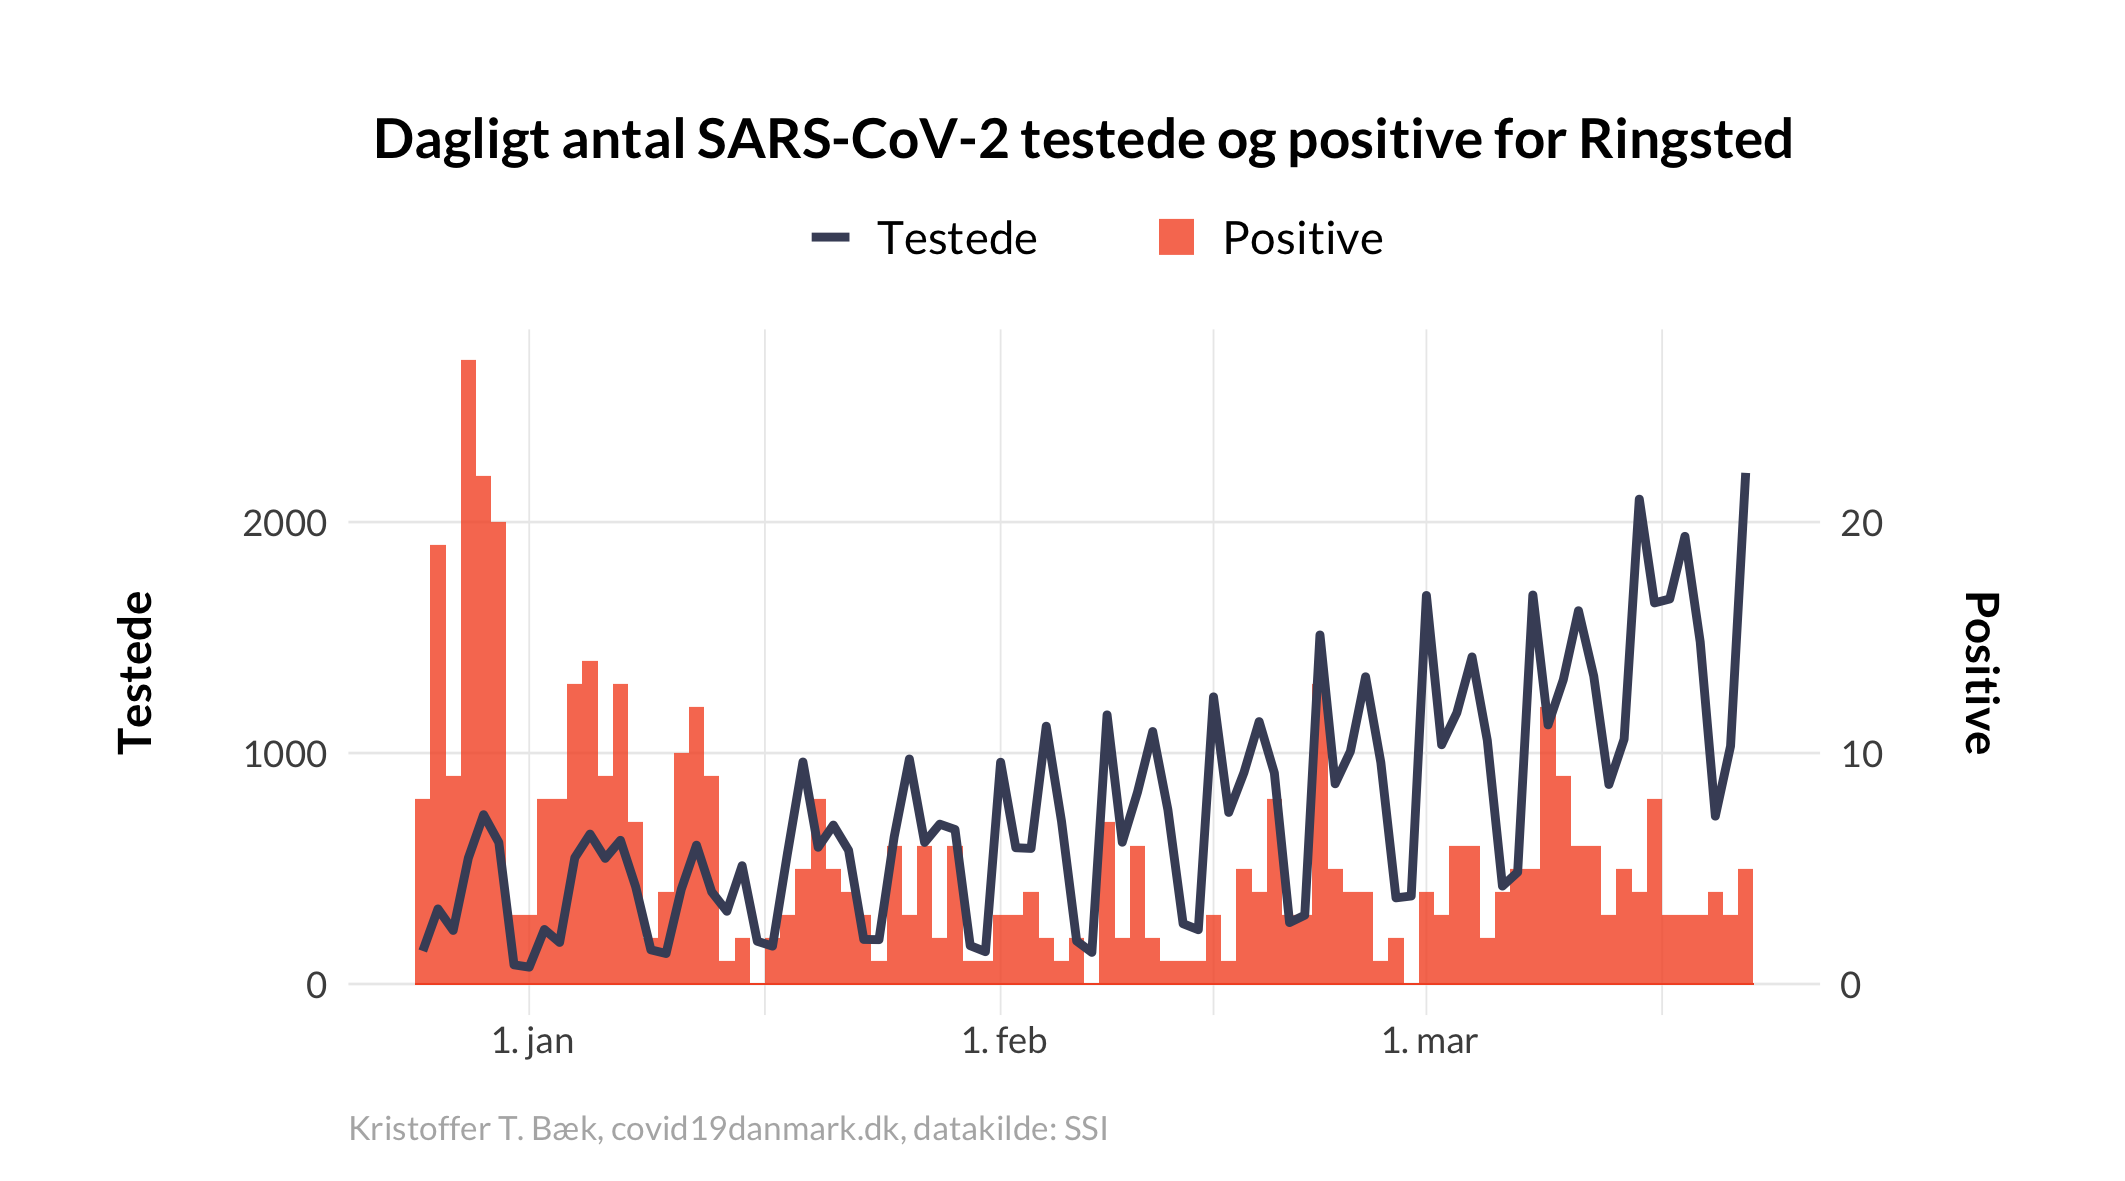 Dagligt antal SARS-CoV-2 testede og positive for Ringsted
Testede
Positive
Testede
2000
1000
0
20
10
0
Positive
1. jan
1. feb
1. mar
Kristoffer T. Bæk, covid19danmark.dk, datakilde: SSI